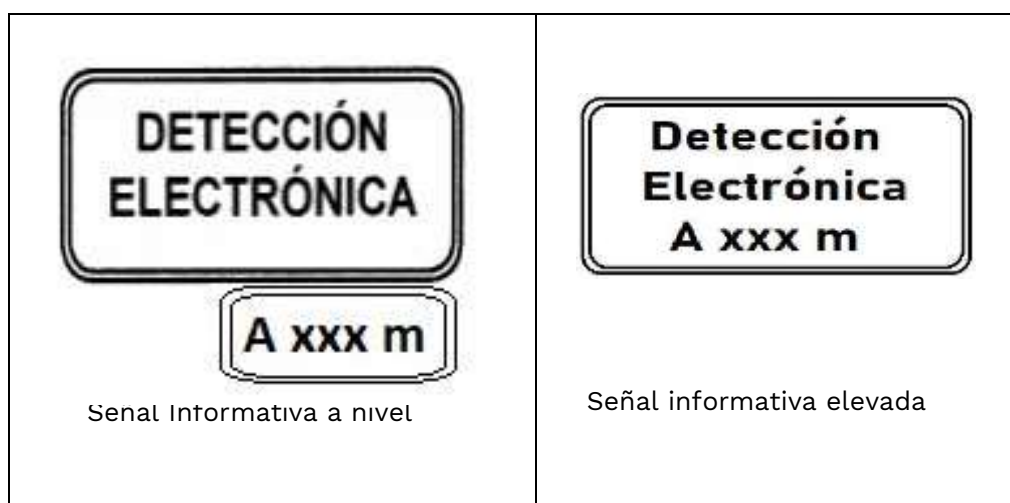 DETECCIÓN
ELECTRÓNICA
A xxx m
Señal Informativa a nivel
Detección
Electrónica
A xxx m
Señal informativa elevada